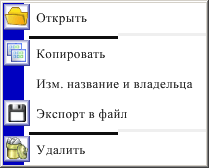 Открыть
Копировать
Изм. название и владельца
Экспорт в файл
Удалить